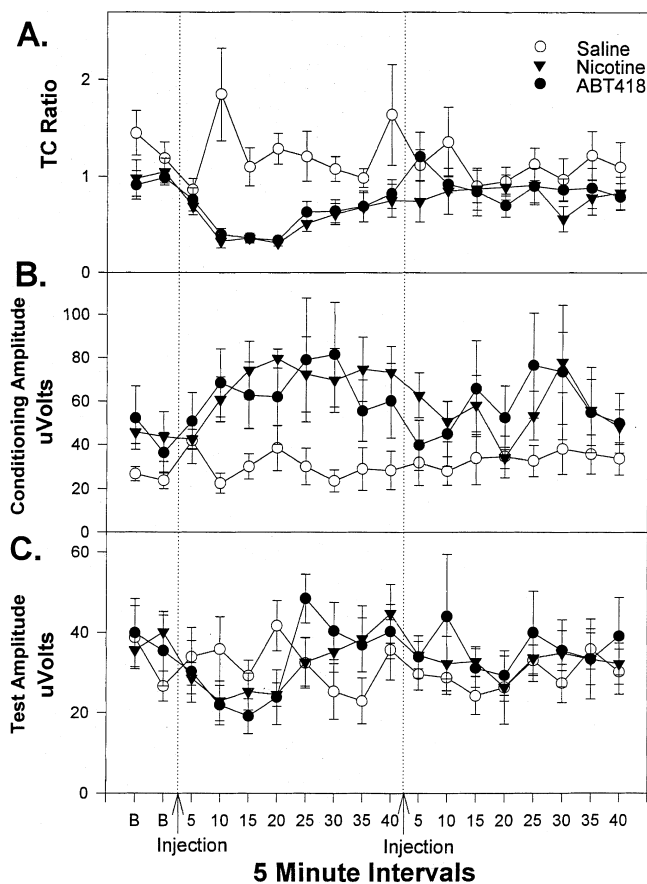 A.
TC Ratio
2
1
0
Saline
Nicotine
ABT418
B.
Conditioning Amplitude
uVolts
100
80
60
40
20
0
C.
Test Amplitude
uVolts
60
40
20
0
B B 5 10 15 20 25 30 35 40 5 10 15 20 25 30 35 40
Injection Injection
5 Minute Intervals